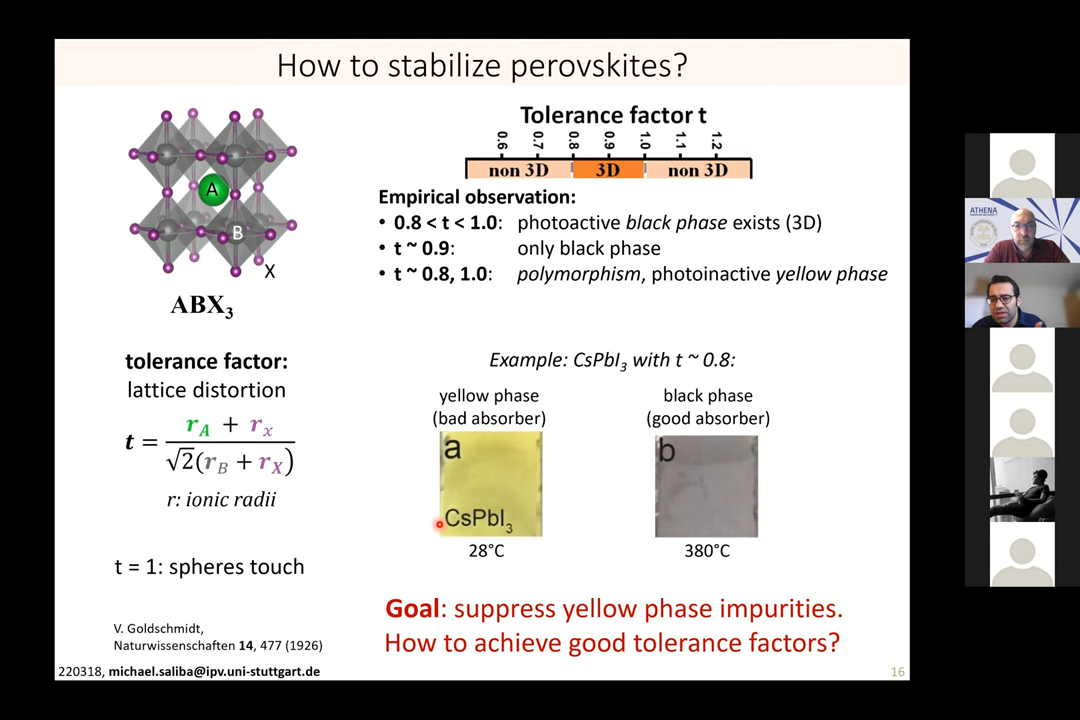 How to stabilize perovskites?
A
B
X
ABX3
Tolerance factor t
0.6 0.7 0.8 0.9 1.0 1.1 1.2
non 3D 3D non 3D
Empirical observation:
• 0.8 < t < 1.0: photoactive black phase exists (3D)
• t ~ 0.9: only black phase
• t ~ 0.8, 1.0: polymorphism, photoinactive yellow phase
tolerance factor:
lattice distortion
t = (rA + rx) / (√2(rB + rX))
r: ionic radii
t = 1: spheres touch
Example: CsPbI3 with t ~ 0.8:
yellow phase
(bad absorber)
a
CsPbI3
28°C
black phase
(good absorber)
b
380°C
Goal: suppress yellow phase impurities.
How to achieve good tolerance factors?
V. Goldschmidt,
Naturwissenschaften 14, 477 (1926)
220318, michael.saliba@ipv.uni-stuttgart.de
16
ATHENA